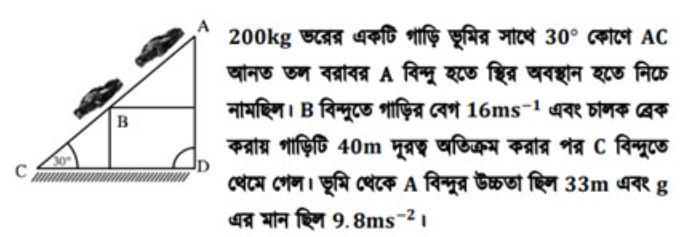 A
B
C
30°
D
200kg ভরের একটি গাড়ি ভূমির সাথে 30° কোণে AC
আনত তল বরাবর A বিন্দু হতে স্থির অবস্থান হতে নিচে
নামছিল। B বিন্দুতে গাড়ির বেগ 16ms⁻¹ এবং চালক ব্রেক
করায় গাড়িটি 40m দূরত্ব অতিক্রম করার পর C বিন্দুতে
থেমে গেল। ভূমি থেকে A বিন্দুর উচ্চতা ছিল 33m এবং g
এর মান ছিল 9.8ms⁻²।